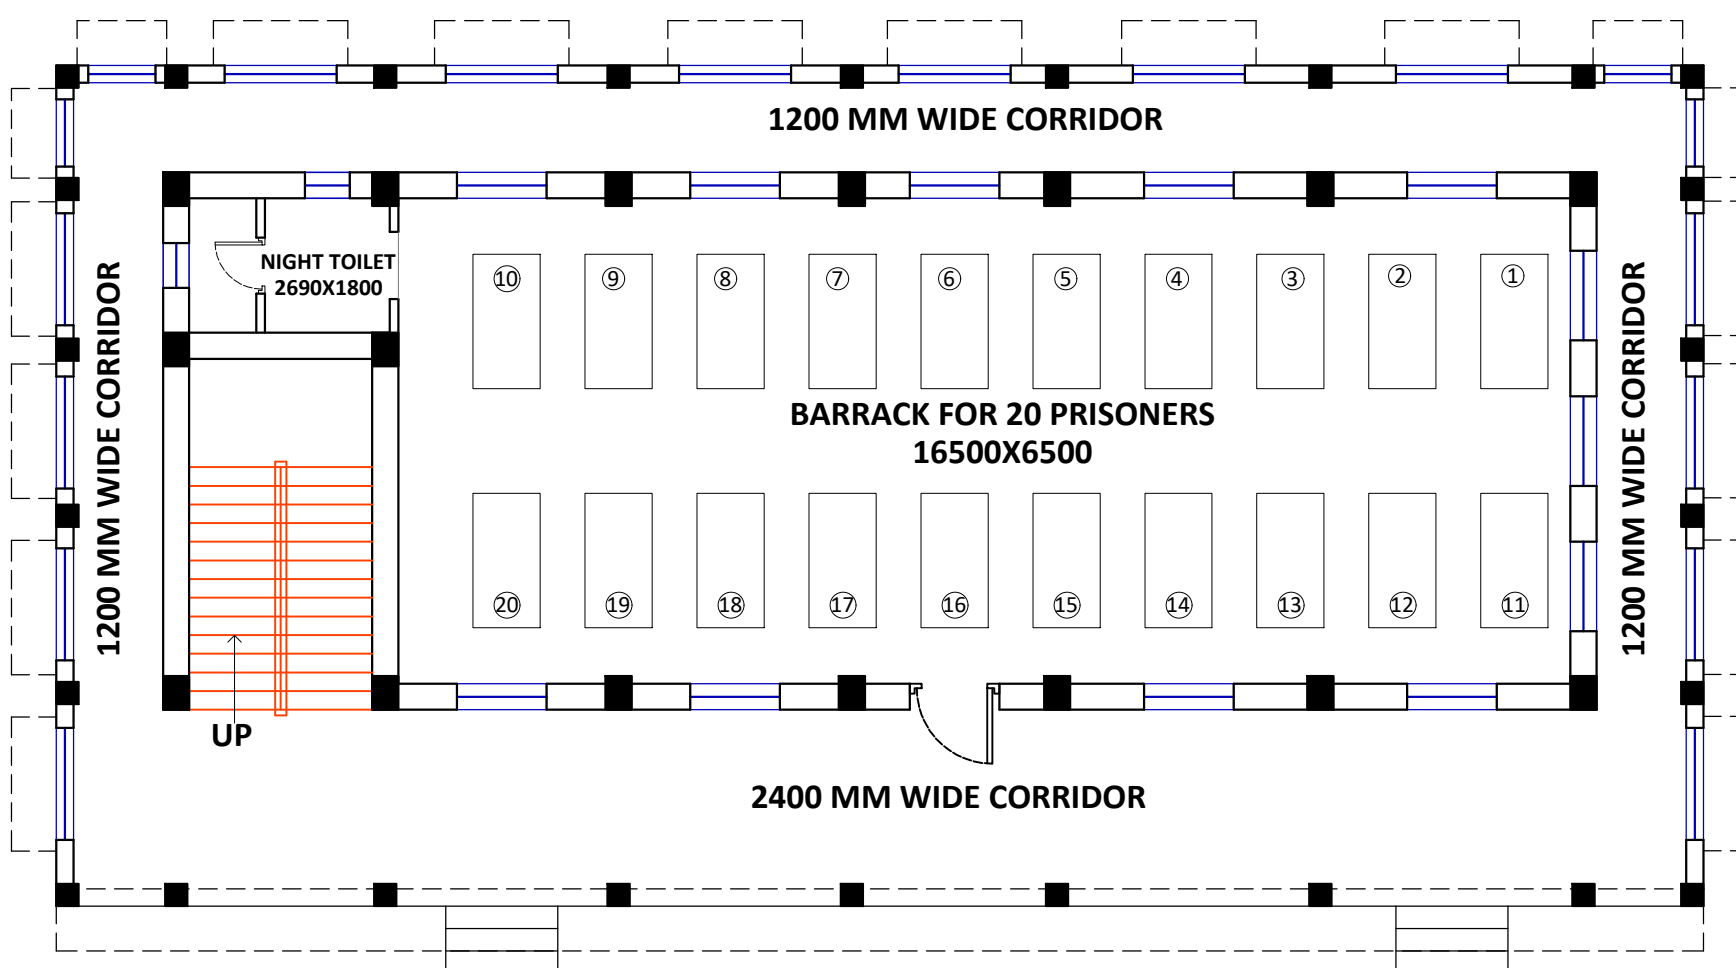 1200 MM WIDE CORRIDOR
1200 MM WIDE CORRIDOR
NIGHT TOILET
2690X1800
10 9 8 7 6 5 4 3 2 1
1200 MM WIDE CORRIDOR
BARRACK FOR 20 PRISONERS
16500X6500
20 19 18 17 16 15 14 13 12 11
UP
2400 MM WIDE CORRIDOR